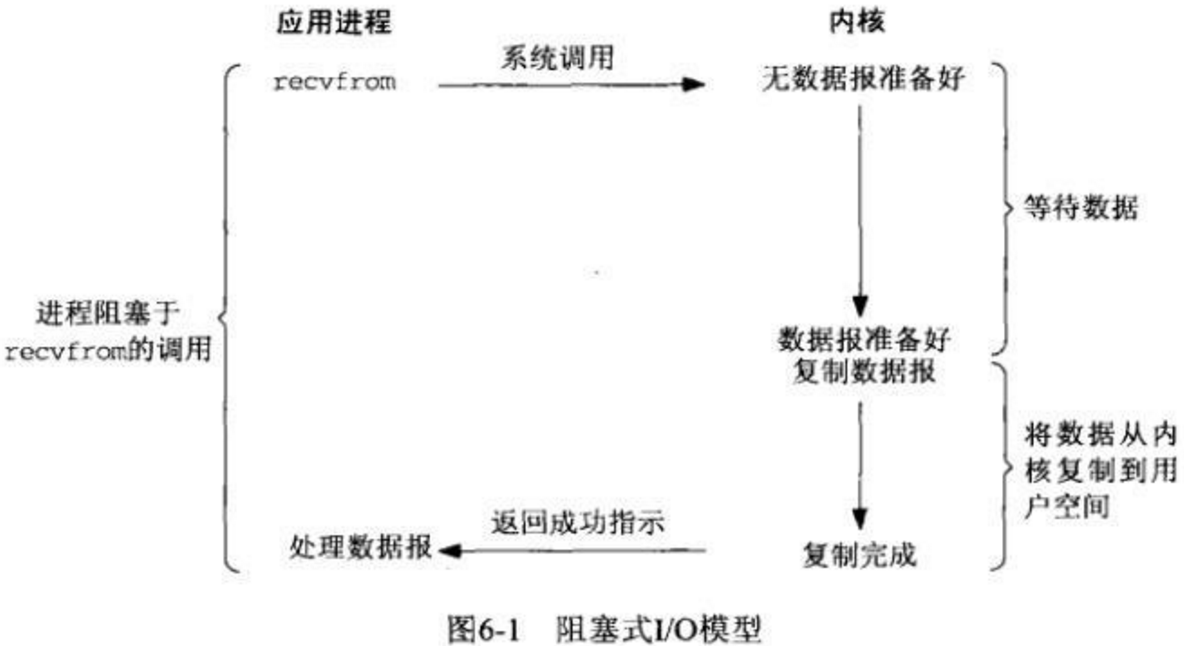 应用进程
内核
系统调用
recvfrom
无数据报准备好
等待数据
进程阻塞于
recvfrom的调用
数据报准备好
复制数据报
将数据从内
核复制到用
户空间
返回成功指示
处理数据报
复制完成
图6-1 阻塞式I/O模型